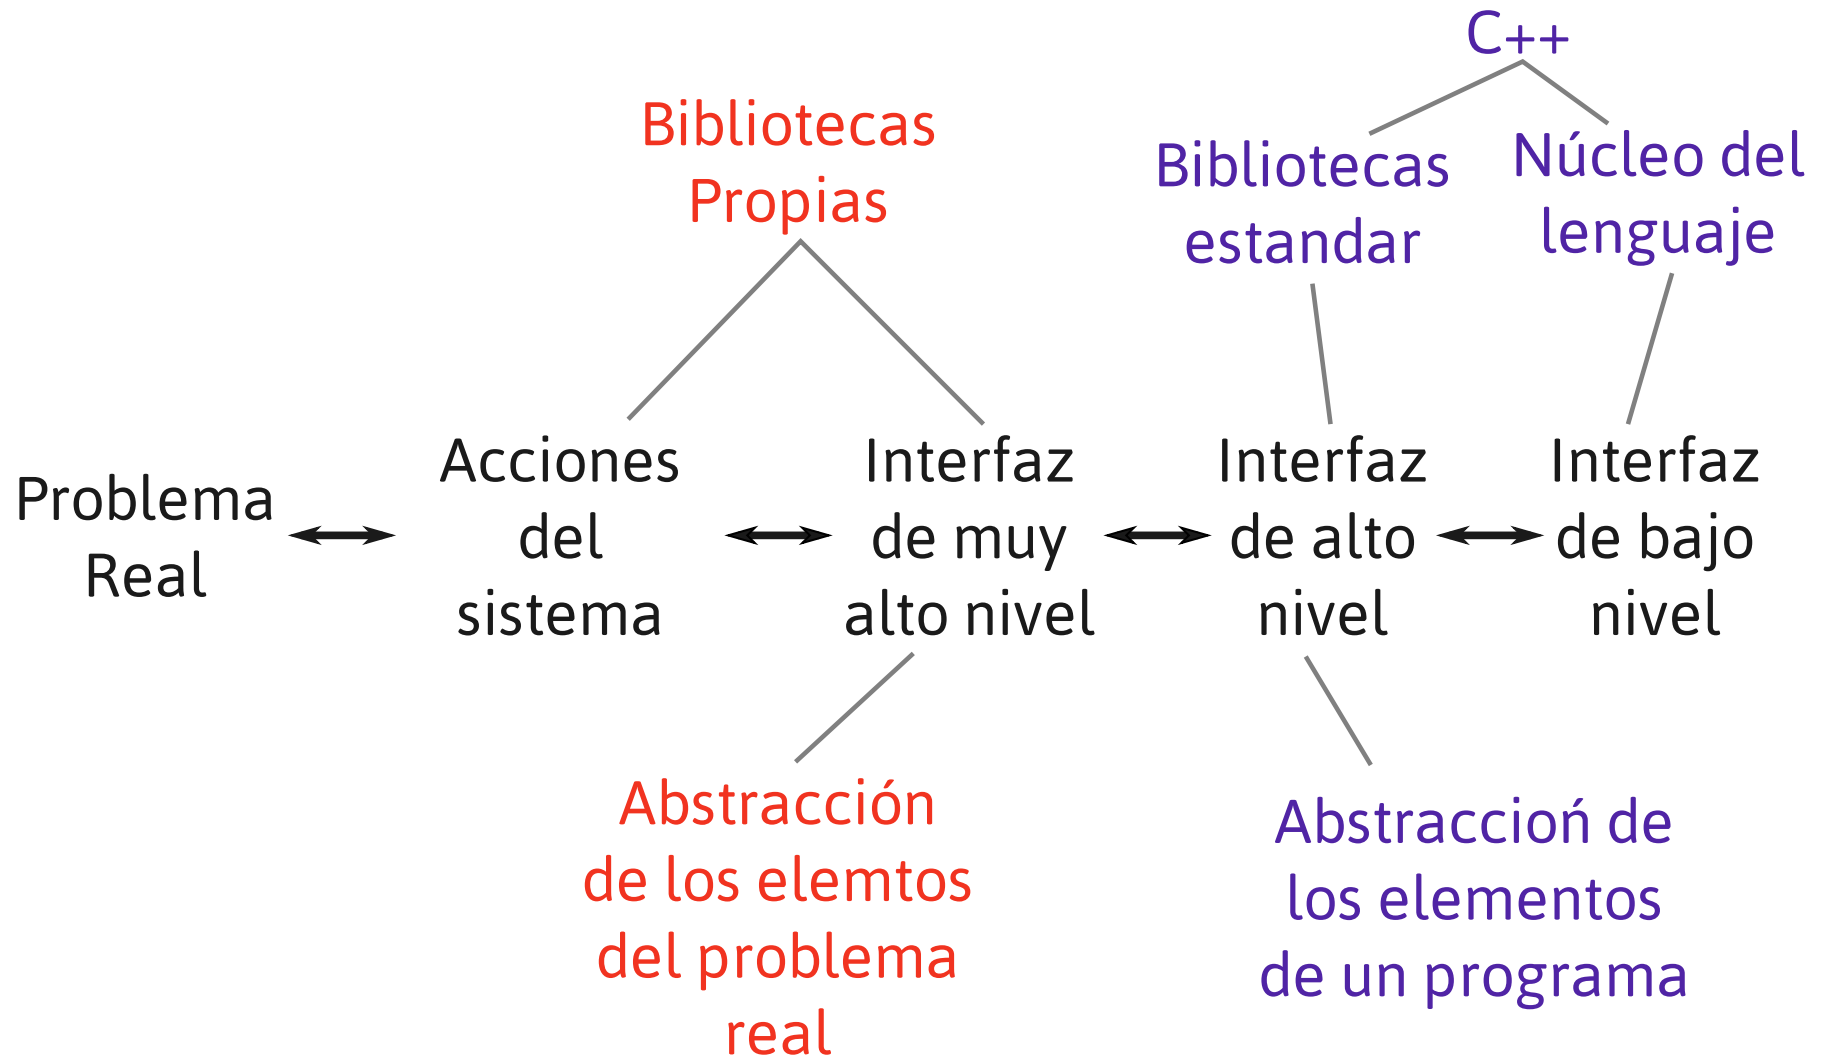 C++
Bibliotecas
Propias
Bibliotecas
estandar
Núcleo del
lenguaje
Problema
Real
Acciones
del
sistema
Interfaz
de muy
alto nivel
Interfaz
de alto
nivel
Interfaz
de bajo
nivel
Abstracción
de los elemtos
del problema
real
Abstraccioń de
los elementos
de un programa